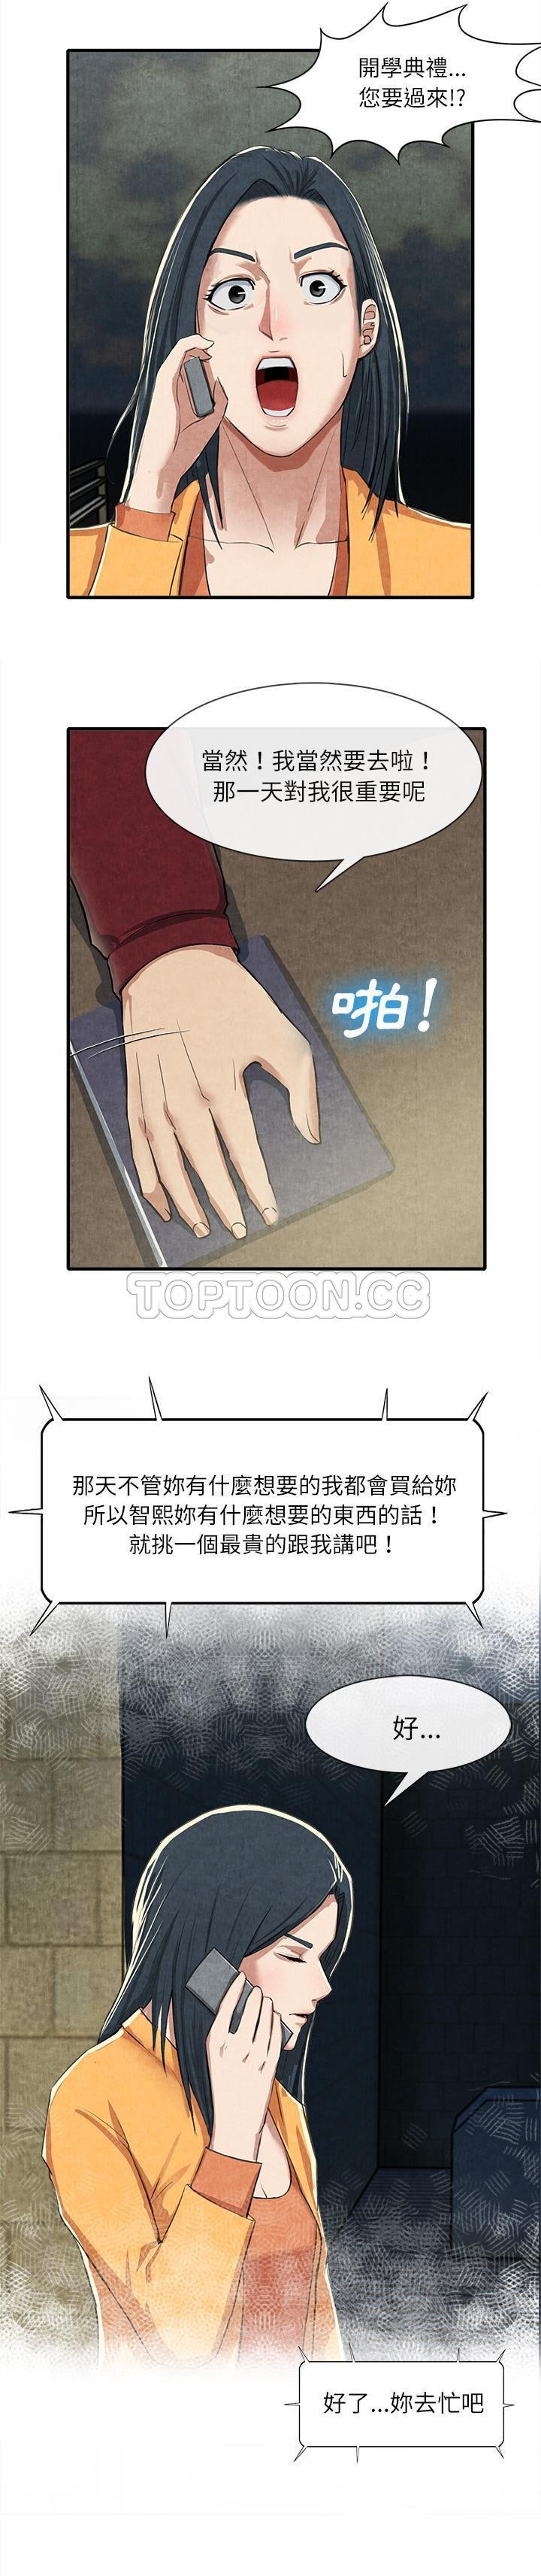 開學典禮…
您要過來!?
當然！我當然要去啦！
那一天對我很重要呢
啪！
TOPTOON.CC
那天不管妳有什麼想要的我都會買給妳
所以智熙妳有什麼想要的東西的話！
就挑一個最貴的跟我講吧！
好…
好了…妳去忙吧